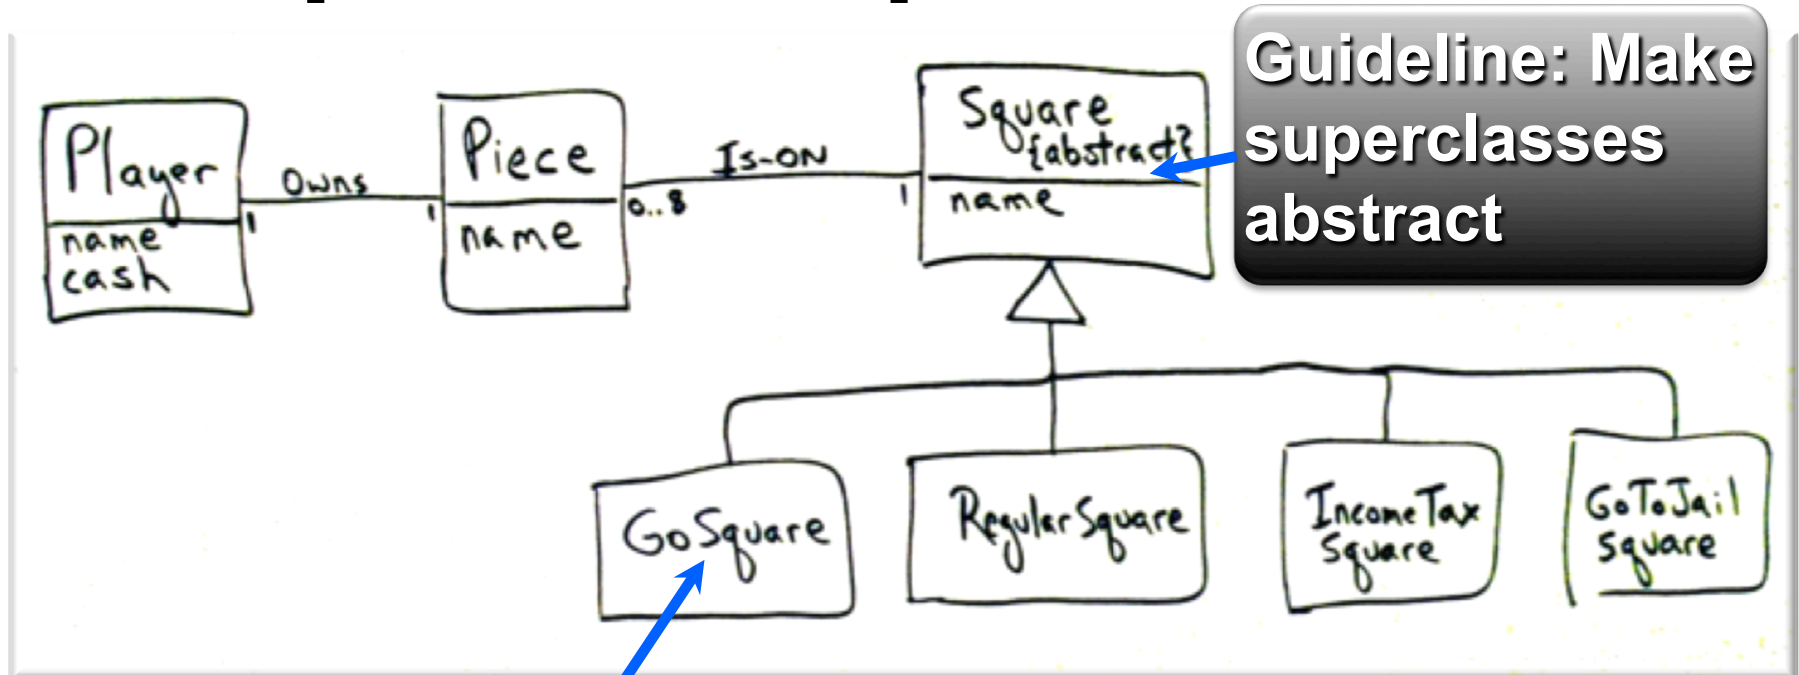 Guideline: Make
superclasses
abstract
Player
name
cash
Owns
1
1
Piece
name
Is-ON
0..8
1
Square
{abstract}
name
GoSquare
RegularSquare
IncomeTax
Square
GoToJail
Square